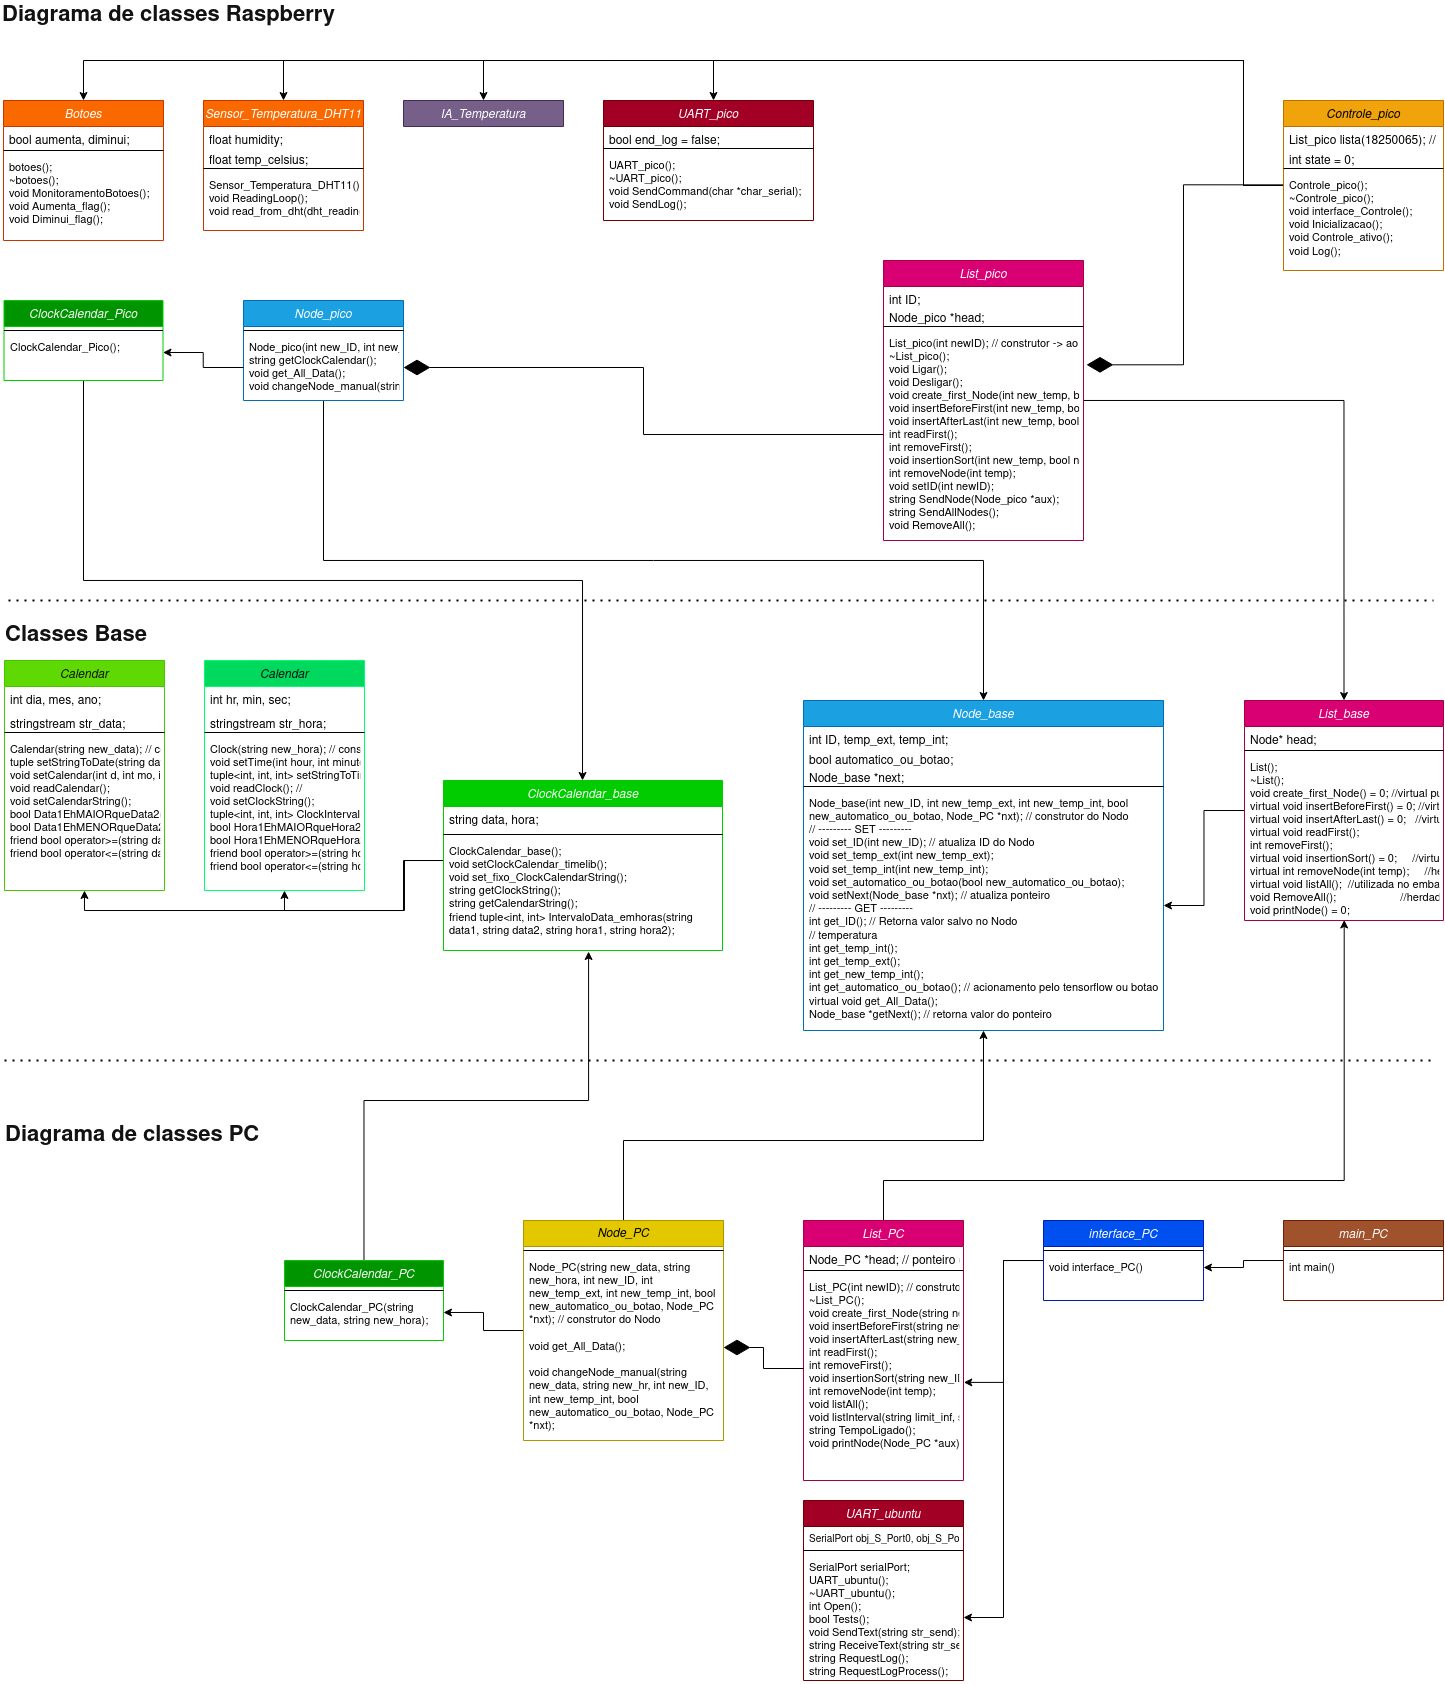 Diagrama de classes Raspberry
Botoes
bool aumenta, diminui;
botoes();
~botoes();
void MonitoramentoBotoes();
void Aumenta_flag();
void Diminui_flag();
Sensor_Temperatura_DHT11
float humidity;
float temp_celsius;
Sensor_Temperatura_DHT11()
void ReadingLoop();
void read_from_dht(dht_readin
IA_Temperatura
UART_pico
bool end_log = false;
UART_pico();
~UART_pico();
void SendCommand(char *char_serial);
void SendLog();
Controle_pico
List_pico lista(18250065); //
int state = 0;
Controle_pico();
~Controle_pico();
void interface_Controle();
void Inicializacao();
void Controle_ativo();
void Log();
ClockCalendar_Pico
ClockCalendar_Pico();
Node_pico
Node_pico(int new_ID, int new_
string getClockCalendar();
void get_All_Data();
void changeNode_manual(strin
List_pico
int ID;
Node_pico *head;
List_pico(int newID); // construtor -> ao
~List_pico();
void Ligar();
void Desligar();
void create_first_Node(int new_temp, b
void insertBeforeFirst(int new_temp, bo
void insertAfterLast(int new_temp, bool
int readFirst();
int removeFirst();
void insertionSort(int new_temp, bool n
int removeNode(int temp);
void setID(int newID);
string SendNode(Node_pico *aux);
string SendAllNodes();
void RemoveAll();
Classes Base
Calendar
int dia, mes, ano;
stringstream str_data;
Calendar(string new_data); // c
tuple setStringToDate(string da
void setCalendar(int d, int mo, i
void readCalendar();
void setCalendarString();
bool Data1EhMAIORqueData2
bool Data1EhMENORqueData2
friend bool operator>=(string da
friend bool operator<=(string da
Calendar
int hr, min, sec;
stringstream str_hora;
Clock(string new_hora); // cons
void setTime(int hour, int minut
tuple<int, int, int> setStringToTi
void readClock(); //
void setClockString();
tuple<int, int, int> ClockInterval
bool Hora1EhMAIORqueHora2
bool Hora1EhMENORqueHora
friend bool operator>=(string ho
friend bool operator<=(string ho
ClockCalendar_base
string data, hora;
ClockCalendar_base();
void setClockCalendar_timelib();
void set_fixo_ClockCalendarString();
string getClockString();
string getCalendarString();
friend tuple<int, int> IntervaloData_emhoras(string
data1, string data2, string hora1, string hora2);
Node_base
int ID, temp_ext, temp_int;
bool automatico_ou_botao;
Node_base *next;
Node_base(int new_ID, int new_temp_ext, int new_temp_int, bool
new_automatico_ou_botao, Node_PC *nxt); // construtor do Nodo
// --------- SET ---------
void set_ID(int new_ID); // atualiza ID do Nodo
void set_temp_ext(int new_temp_ext);
void set_temp_int(int new_temp_int);
void set_automatico_ou_botao(bool new_automatico_ou_botao);
void setNext(Node_base *nxt); // atualiza ponteiro
// --------- GET ---------
int get_ID(); // Retorna valor salvo no Nodo
// temperatura
int get_temp_int();
int get_temp_ext();
int get_new_temp_int();
int get_automatico_ou_botao(); // acionamento pelo tensorflow ou botao
virtual void get_All_Data();
Node_base *getNext(); // retorna valor do ponteiro
List_base
Node* head;
List();
~List();
void create_first_Node() = 0; //virtual pu
virtual void insertBeforeFirst() = 0; //virt
virtual void insertAfterLast() = 0; //virtu
virtual void readFirst();
int removeFirst();
virtual void insertionSort() = 0; //virtu
virtual int removeNode(int temp); //he
virtual void listAll(); //utilizada no emba
void RemoveAll(); //herdad
void printNode() = 0;
Diagrama de classes PC
ClockCalendar_PC
ClockCalendar_PC(string
new_data, string new_hora);
Node_PC
Node_PC(string new_data, string
new_hora, int new_ID, int
new_temp_ext, int new_temp_int, bool
new_automatico_ou_botao, Node_PC
*nxt); // construtor do Nodo
void get_All_Data();
void changeNode_manual(string
new_data, string new_hr, int new_ID,
int new_temp_int, bool
new_automatico_ou_botao, Node_PC
*nxt);
List_PC
Node_PC *head; // ponteiro
List_PC(int newID); // construto
~List_PC();
void create_first_Node(string ne
void insertBeforeFirst(string ne
void insertAfterLast(string new_
int readFirst();
int removeFirst();
void insertionSort(string new_II
int removeNode(int temp);
void listAll();
void listInterval(string limit_inf, s
string TempoLigado();
void printNode(Node_PC *aux)
interface_PC
void interface_PC()
main_PC
int main()
UART_ubuntu
SerialPort obj_S_Port0, obj_S_Po
SerialPort serialPort;
UART_ubuntu();
~UART_ubuntu();
int Open();
bool Tests();
void SendText(string str_send);
string ReceiveText(string str_se
string RequestLog();
string RequestLogProcess();